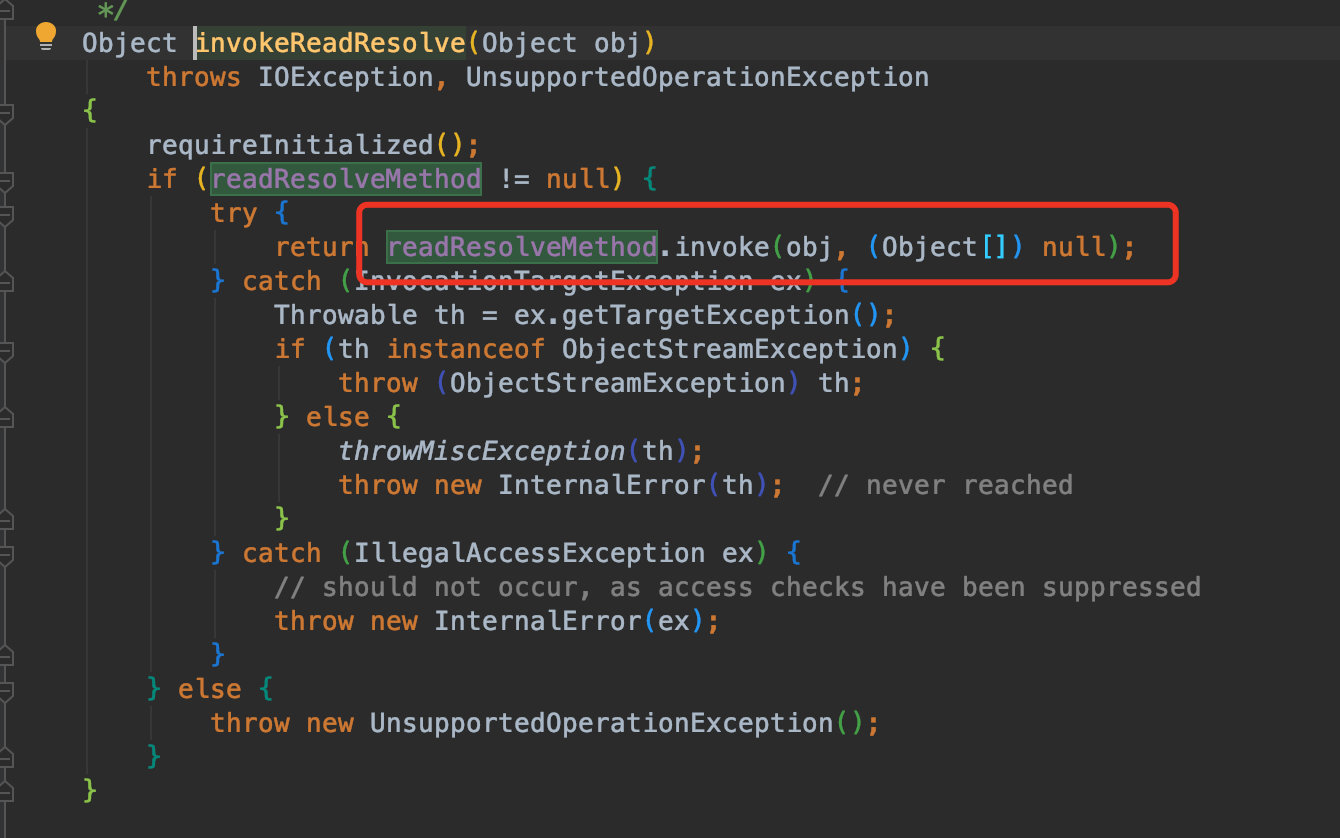 */
Object invokeReadResolve(Object obj)
throws IOException, UnsupportedOperationException
{
requireInitialized();
if (readResolveMethod != null) {
try {
return readResolveMethod.invoke(obj, (Object[]) null);
} catch (InvocationTargetException ex) {
Throwable th = ex.getTargetException();
if (th instanceof ObjectStreamException) {
throw (ObjectStreamException) th;
} else {
throwMiscException(th);
throw new InternalError(th);  // never reached
}
} catch (IllegalAccessException ex) {
// should not occur, as access checks have been suppressed
throw new InternalError(ex);
}
} else {
throw new UnsupportedOperationException();
}
}